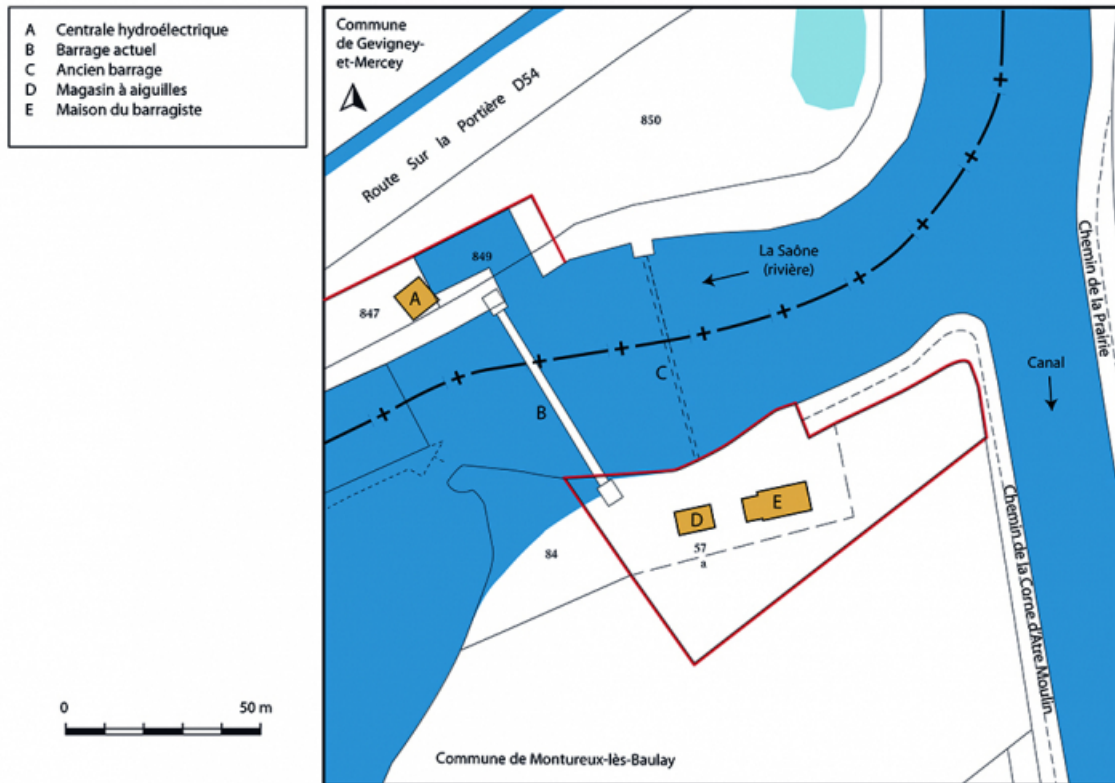 A Centrale hydroélectrique
B Barrage actuel
C Ancien barrage
D Magasin à aiguilles
E Maison du barragiste
Commune
de Gevigney-
et-Mercey
Route Sur la Portière D54
850
849
847
A
La Saône
(rivière)
Chemin de la Prairie
C
B
Canal
D
E
57
a
84
Chemin de la Corne d'Atre Moulin
0 50 m
Commune de Montureux-lès-Baulay